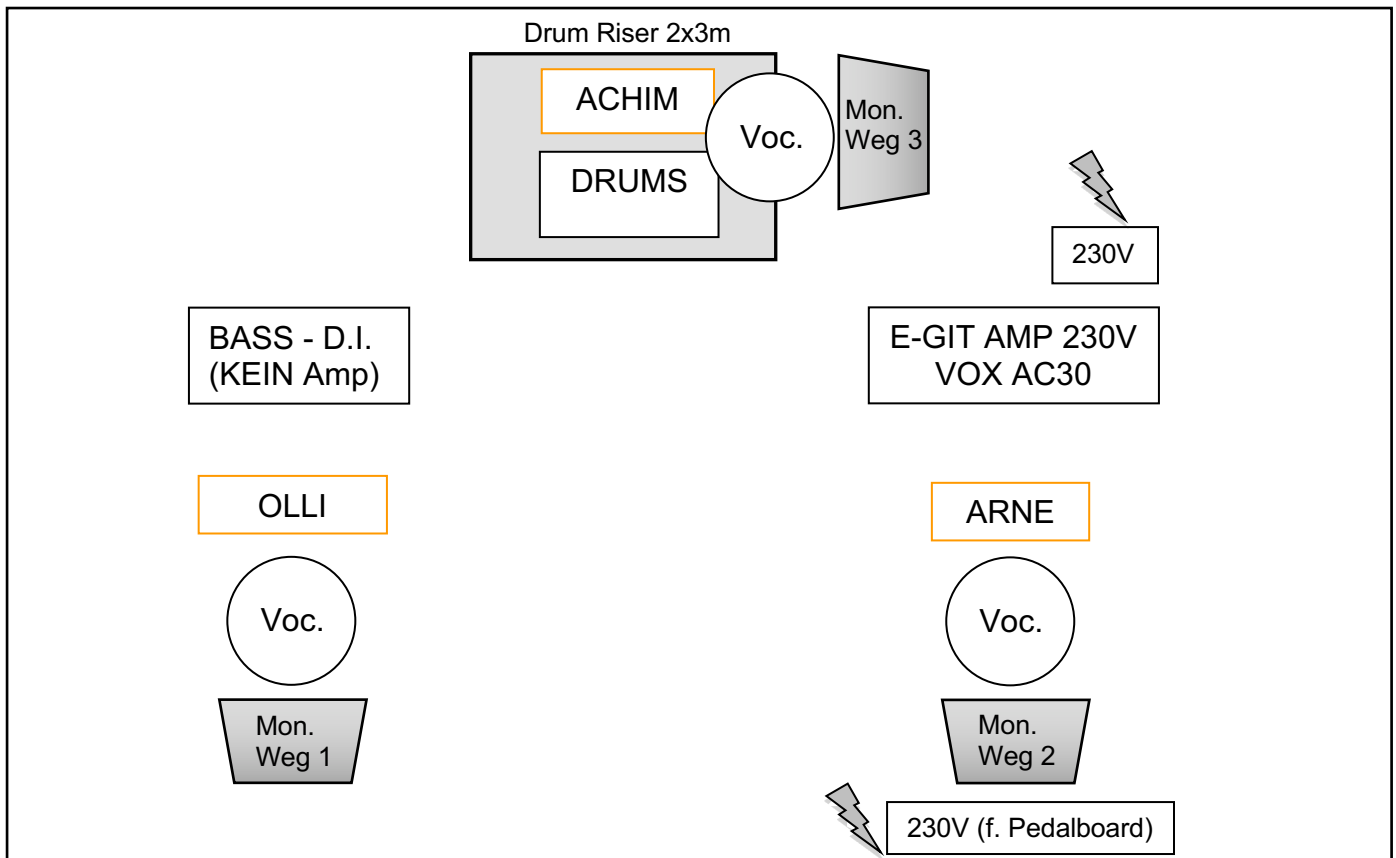 Drum Riser 2x3m
ACHIM
Voc.
Mon.
Weg 3
DRUMS
230V
BASS - D.I.
(KEIN Amp)
E-GIT AMP 230V
VOX AC30
OLLI
ARNE
Voc.
Voc.
Mon.
Weg 1
Mon.
Weg 2
230V (f. Pedalboard)